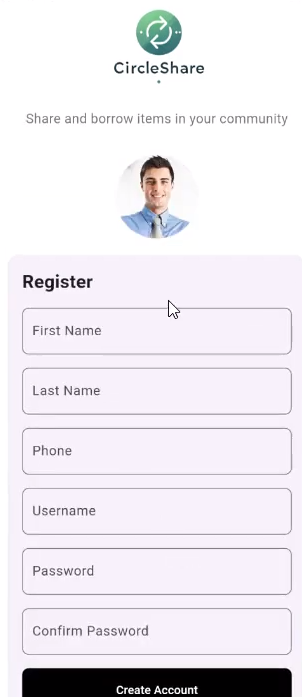 CircleShare
Share and borrow items in your community
Register
First Name
Last Name
Phone
Username
Password
Confirm Password
Create Account